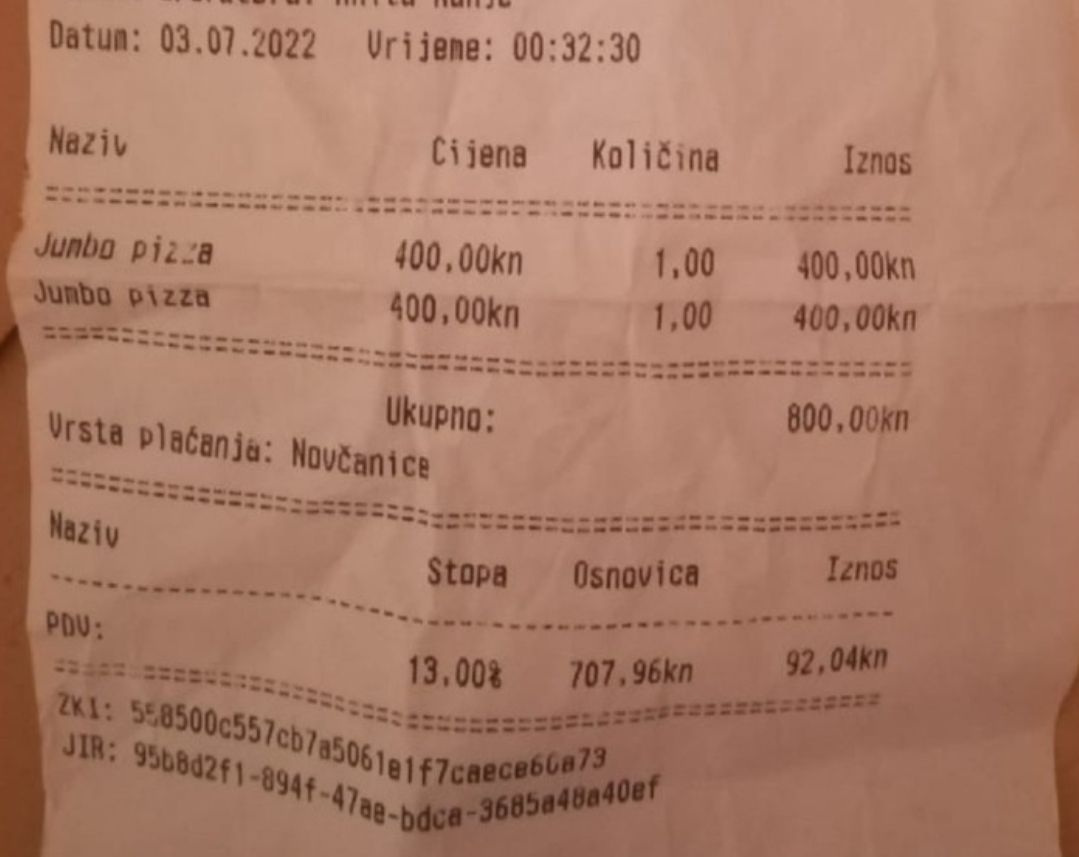 Datum: 03.07.2022 Vrijeme: 00:32:30
Naziv Cijena Količina Iznos
Jumbo pizza 400,00kn 1,00 400,00kn
Jumbo pizza 400,00kn 1,00 400,00kn
Ukupno: 800,00kn
Vrsta plaćanja: Novčanice
Naziv Stopa Osnovica Iznos
PDV: 13,00% 707,96kn 92,04kn
ZKI: 558500c557cb7a5061e1f7caece60a73
JIR: 95b8d2f1-894f-47ae-bdca-3685a48a40ef